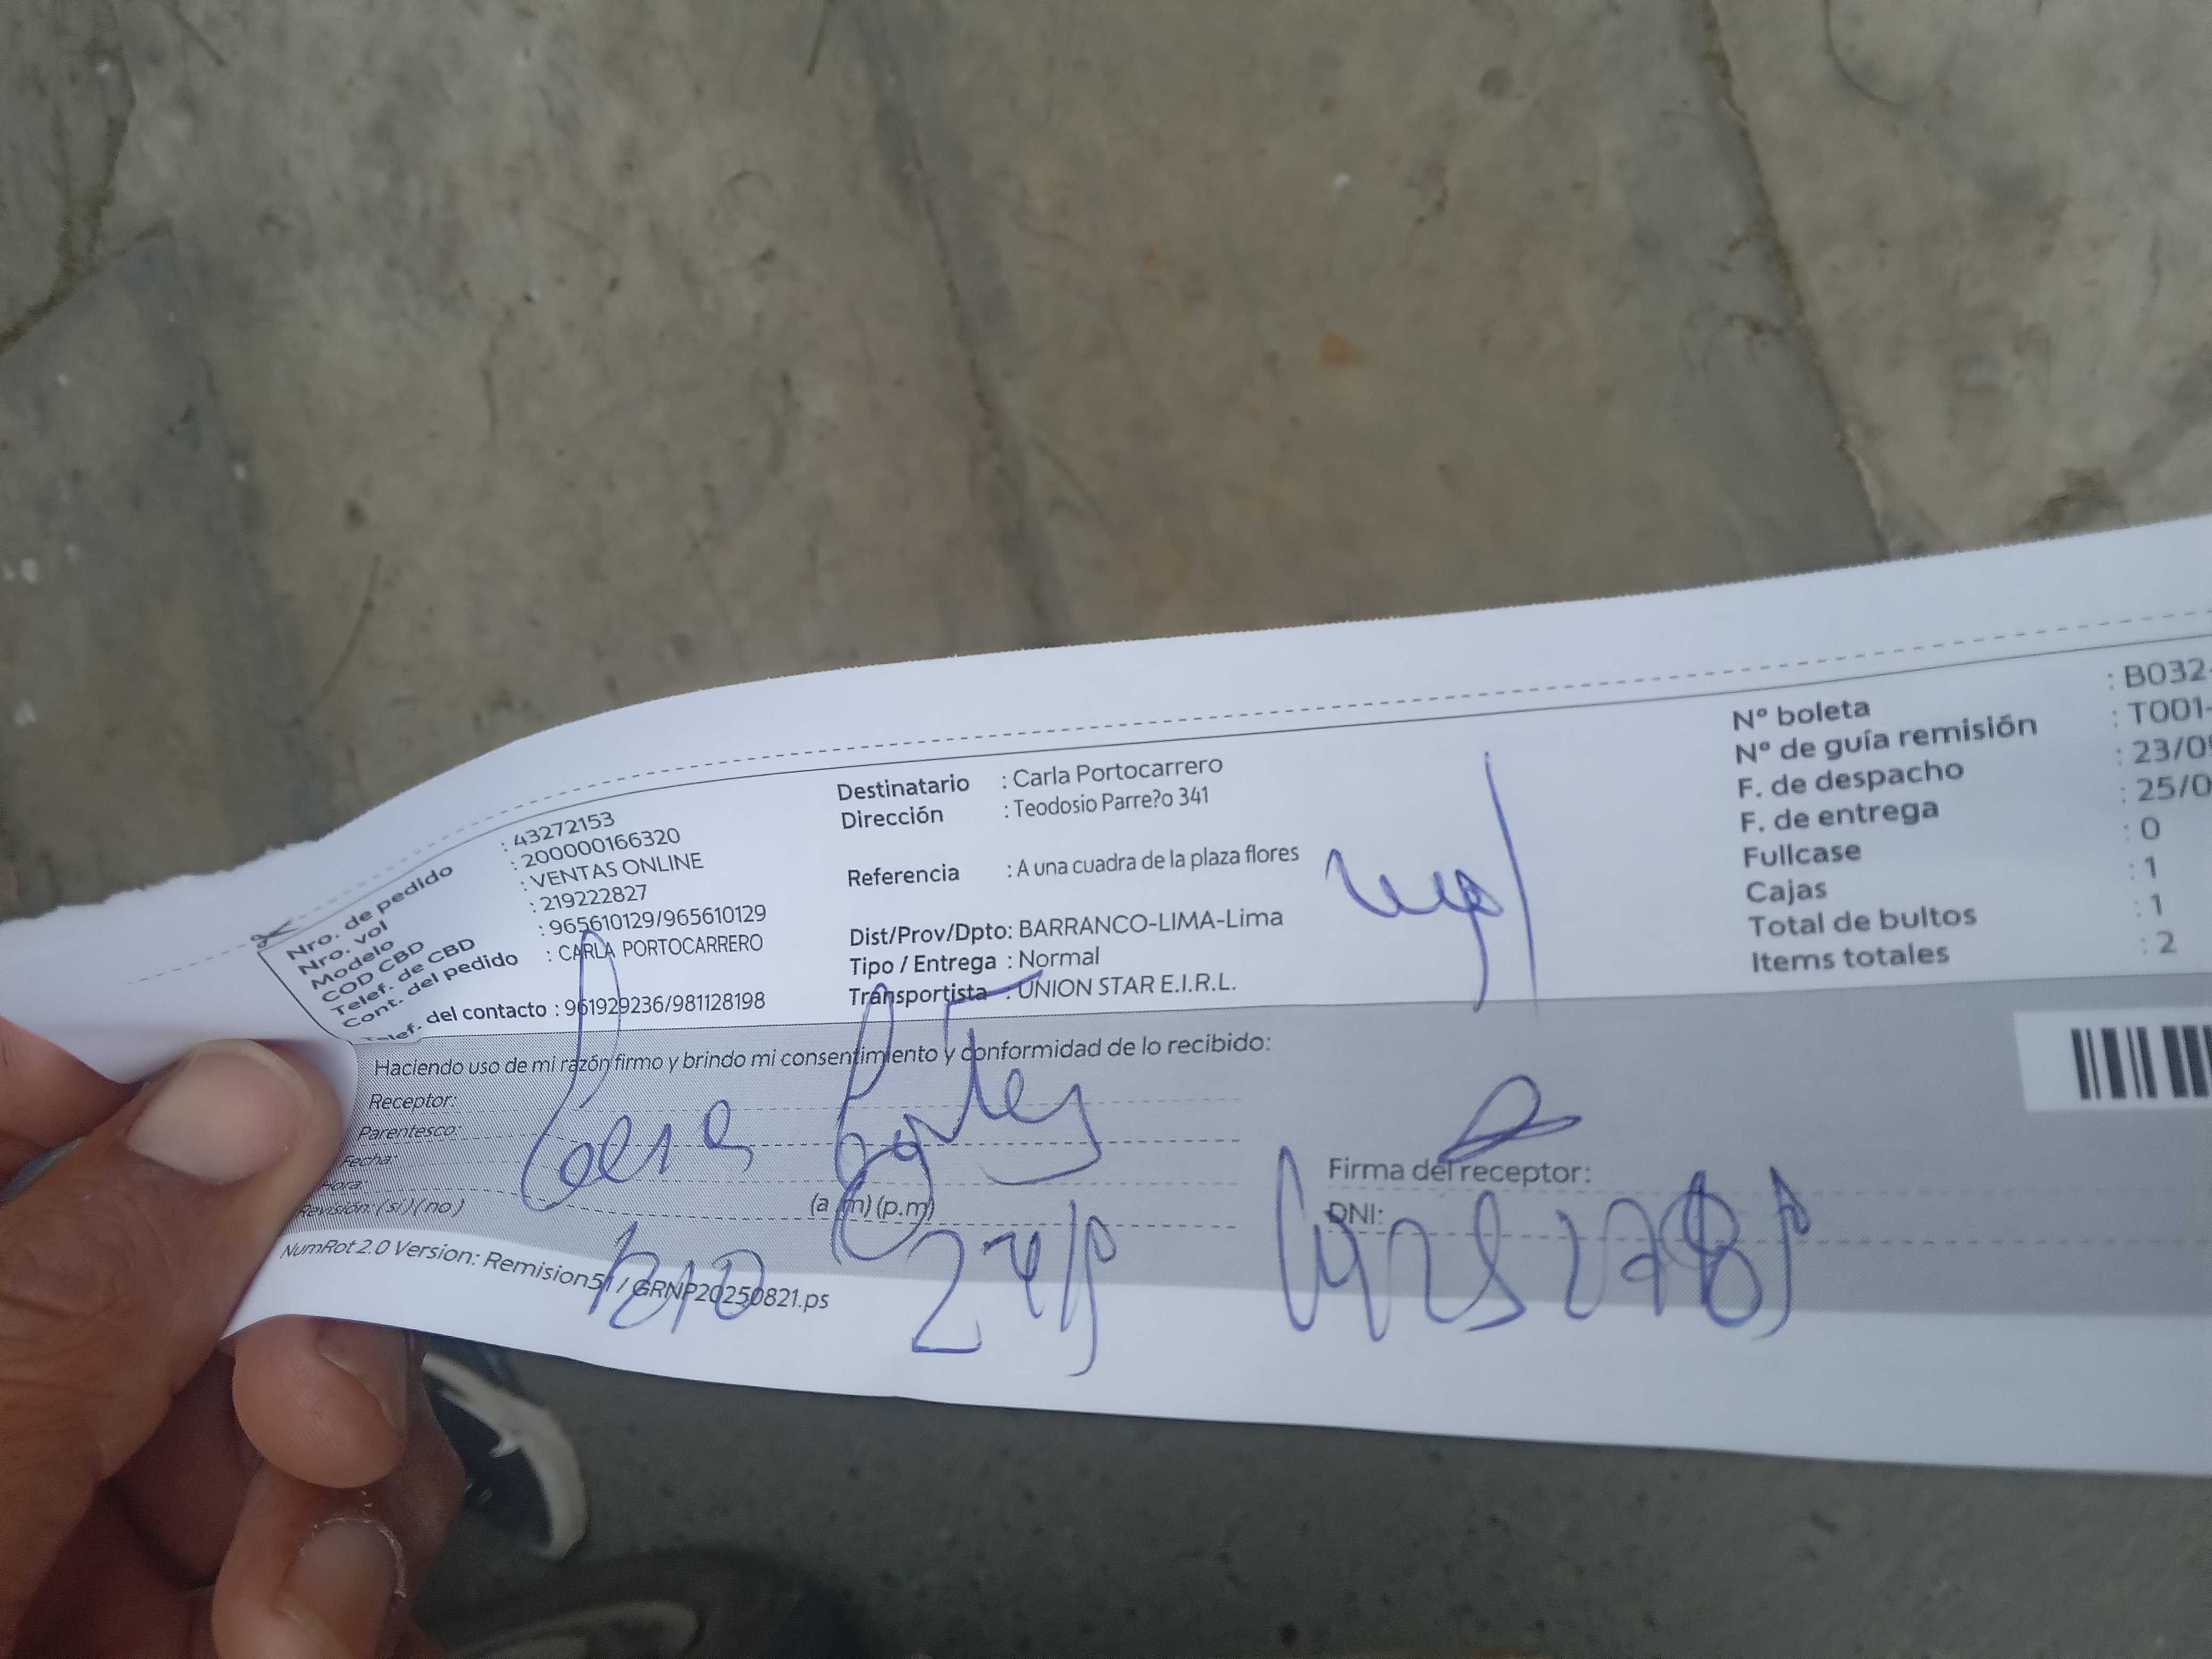 Nro. de pedido : 43272153
Nro. vol : 200000166320
Modelo : VENTAS ONLINE
COD CBD : 219222827
Telef. de CBD : 965610129/965610129
Cont. del pedido : CARLA PORTOCARRERO
Telef. del contacto : 961929236/981128198
Destinatario : Carla Portocarrero
Dirección : Teodosio Parre?o 341
Referencia : A una cuadra de la plaza flores
Dist/Prov/Dpto: BARRANCO-LIMA-Lima
Tipo / Entrega : Normal
Transportista : UNION STAR E.I.R.L.
N° boleta : B032-
N° de guía remisión : T001-
F. de despacho : 23/0
F. de entrega : 25/0
Fullcase : 0
Cajas : 1
Total de bultos : 1
Items totales : 2
Haciendo uso de mi razón firmo y brindo mi consentimiento y conformidad de lo recibido:
Receptor:
Parentesco:
Fecha:
Hora: (a.m) (p.m)
Revisión: ( si ) ( no )
Firma del receptor:
DNI:
NumRot 2.0 Version: Remision51 / GRNP20250821.ps